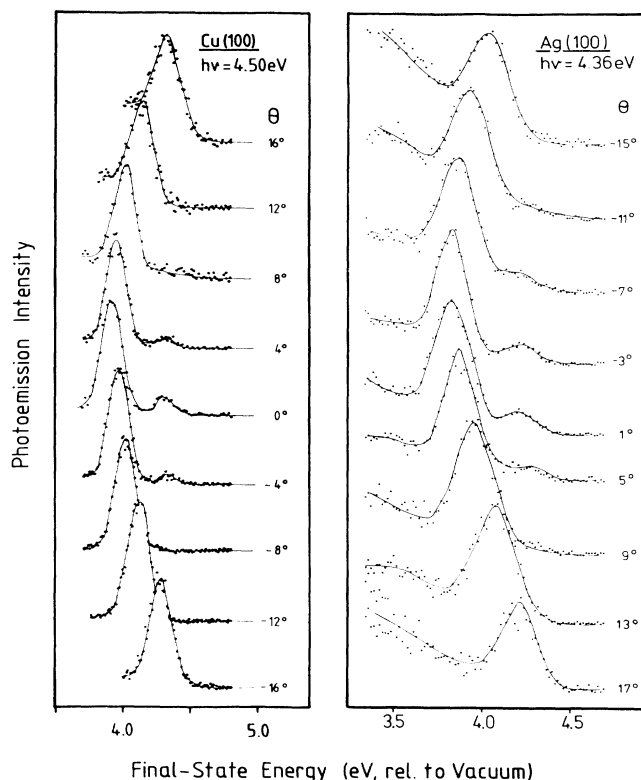 Cu(100)
hν = 4.50eV
θ
16°
12°
8°
4°
0°
-4°
-8°
-12°
-16°
4.0
5.0
Ag(100)
hν = 4.36eV
θ
-15°
-11°
-7°
-3°
1°
5°
9°
13°
17°
3.5
4.0
4.5
Photoemission Intensity
Final-State Energy (eV, rel. to Vacuum)